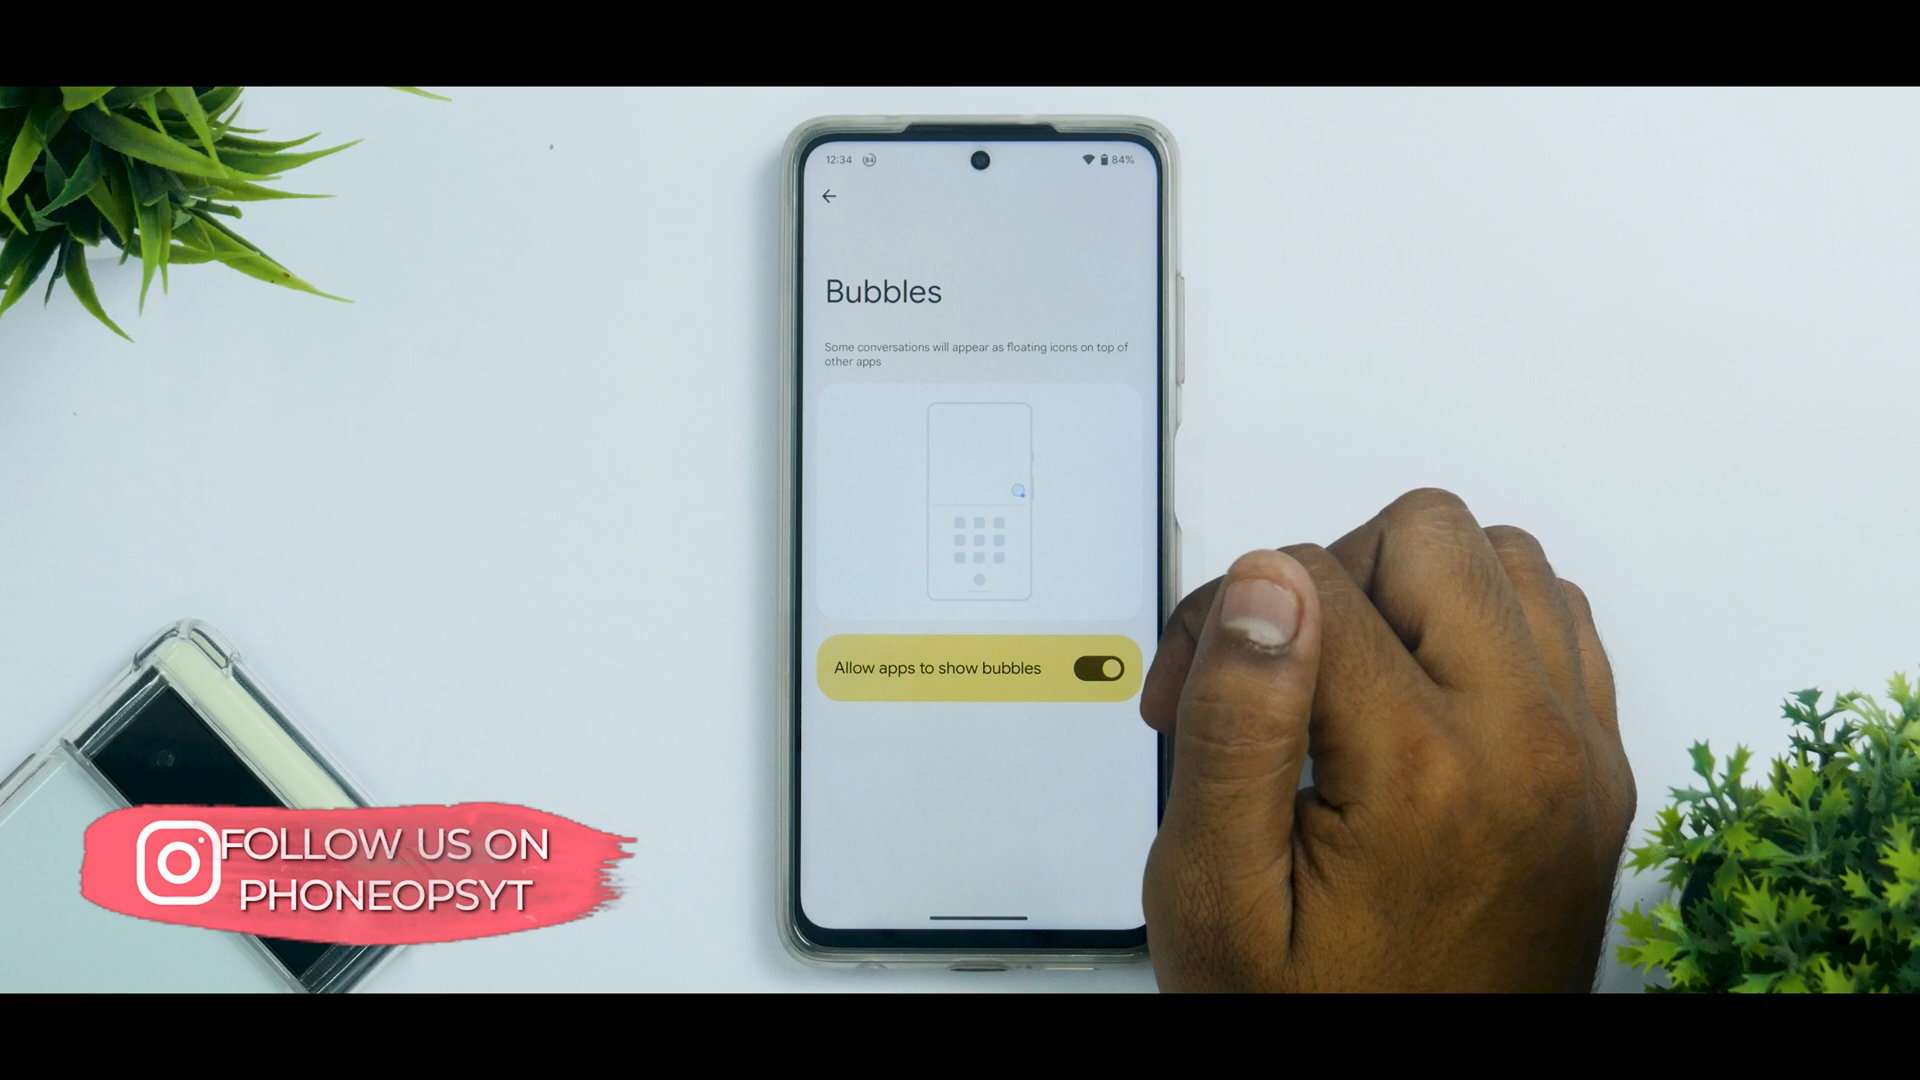 12:34 84 84%
Bubbles
Some conversations will appear as floating icons on top of
other apps
Allow apps to show bubbles
FOLLOW US ON
PHONEOPSYT